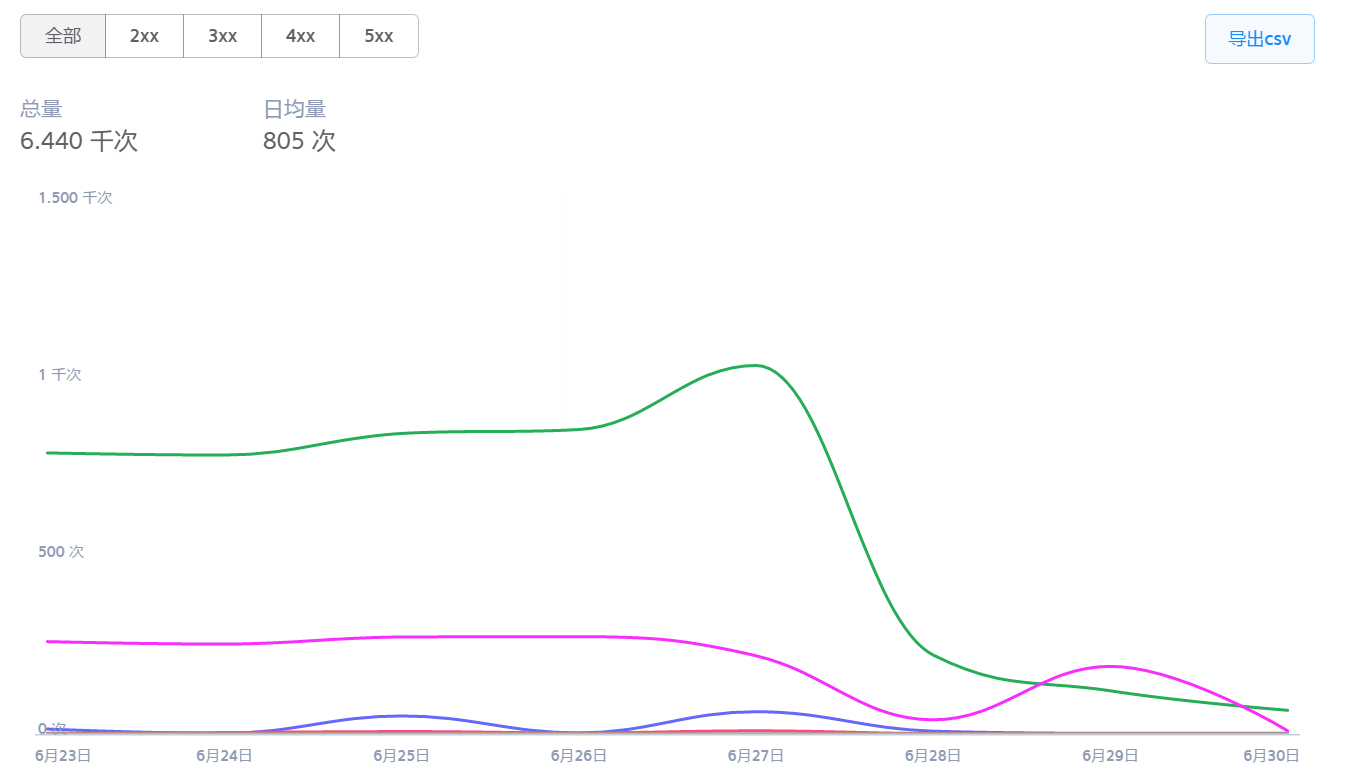 全部 2xx 3xx 4xx 5xx 导出csv
总量 日均量
6.440 千次 805 次
1.500 千次
1 千次
500 次
0 次
6月23日 6月24日 6月25日 6月26日 6月27日 6月28日 6月29日 6月30日